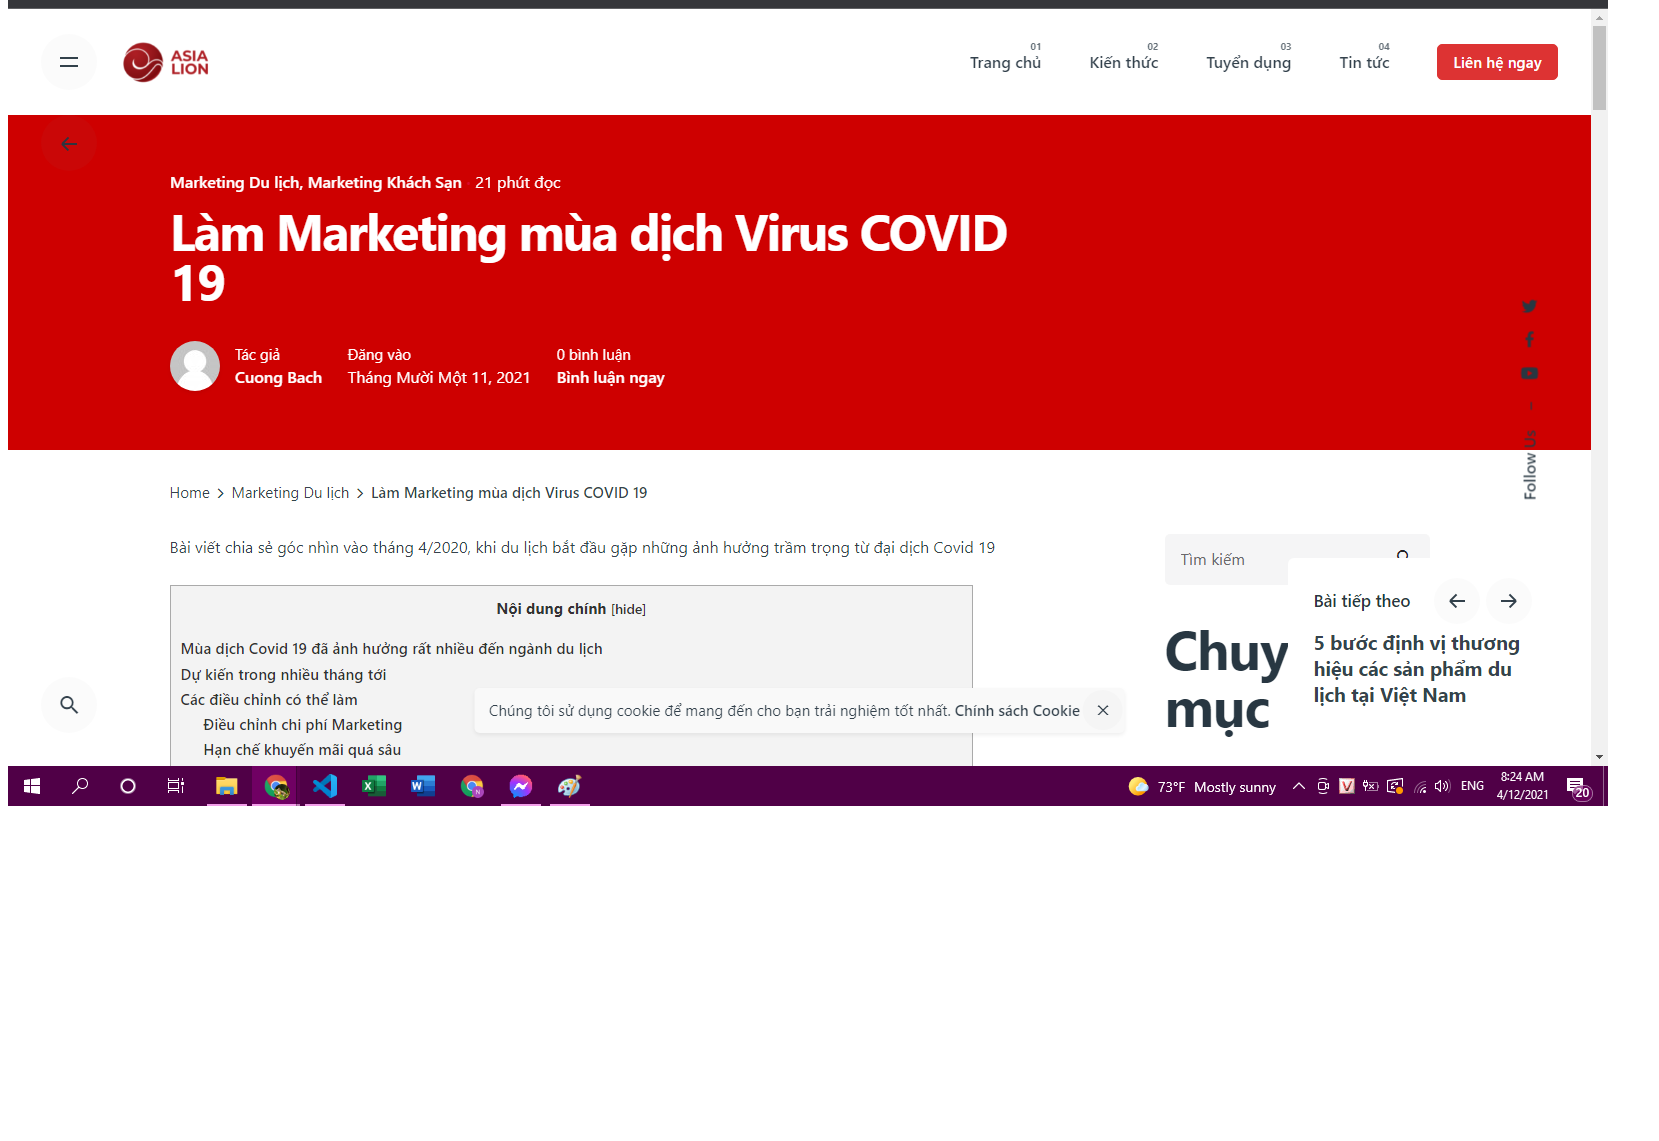 ASIA
LION
01
Trang chủ
02
Kiến thức
03
Tuyển dụng
04
Tin tức
Liên hệ ngay
Marketing Du lịch, Marketing Khách Sạn 21 phút đọc
Làm Marketing mùa dịch Virus COVID
19
Tác giả
Cuong Bach
Đăng vào
Tháng Mười Một 11, 2021
0 bình luận
Bình luận ngay
Follow Us
Home > Marketing Du lịch > Làm Marketing mùa dịch Virus COVID 19
Bài viết chia sẻ góc nhìn vào tháng 4/2020, khi du lịch bắt đầu gặp những ảnh hưởng trầm trọng từ đại dịch Covid 19
Nội dung chính [hide]
Mùa dịch Covid 19 đã ảnh hưởng rất nhiều đến ngành du lịch
Dự kiến trong nhiều tháng tới
Các điều chỉnh có thể làm
Điều chỉnh chi phí Marketing
Hạn chế khuyến mãi quá sâu
Tìm kiếm
Chuy
mục
Bài tiếp theo
5 bước định vị thương
hiệu các sản phẩm du
lịch tại Việt Nam
Chúng tôi sử dụng cookie để mang đến cho bạn trải nghiệm tốt nhất. Chính sách Cookie
73°F Mostly sunny
ENG
8:24 AM
4/12/2021
20